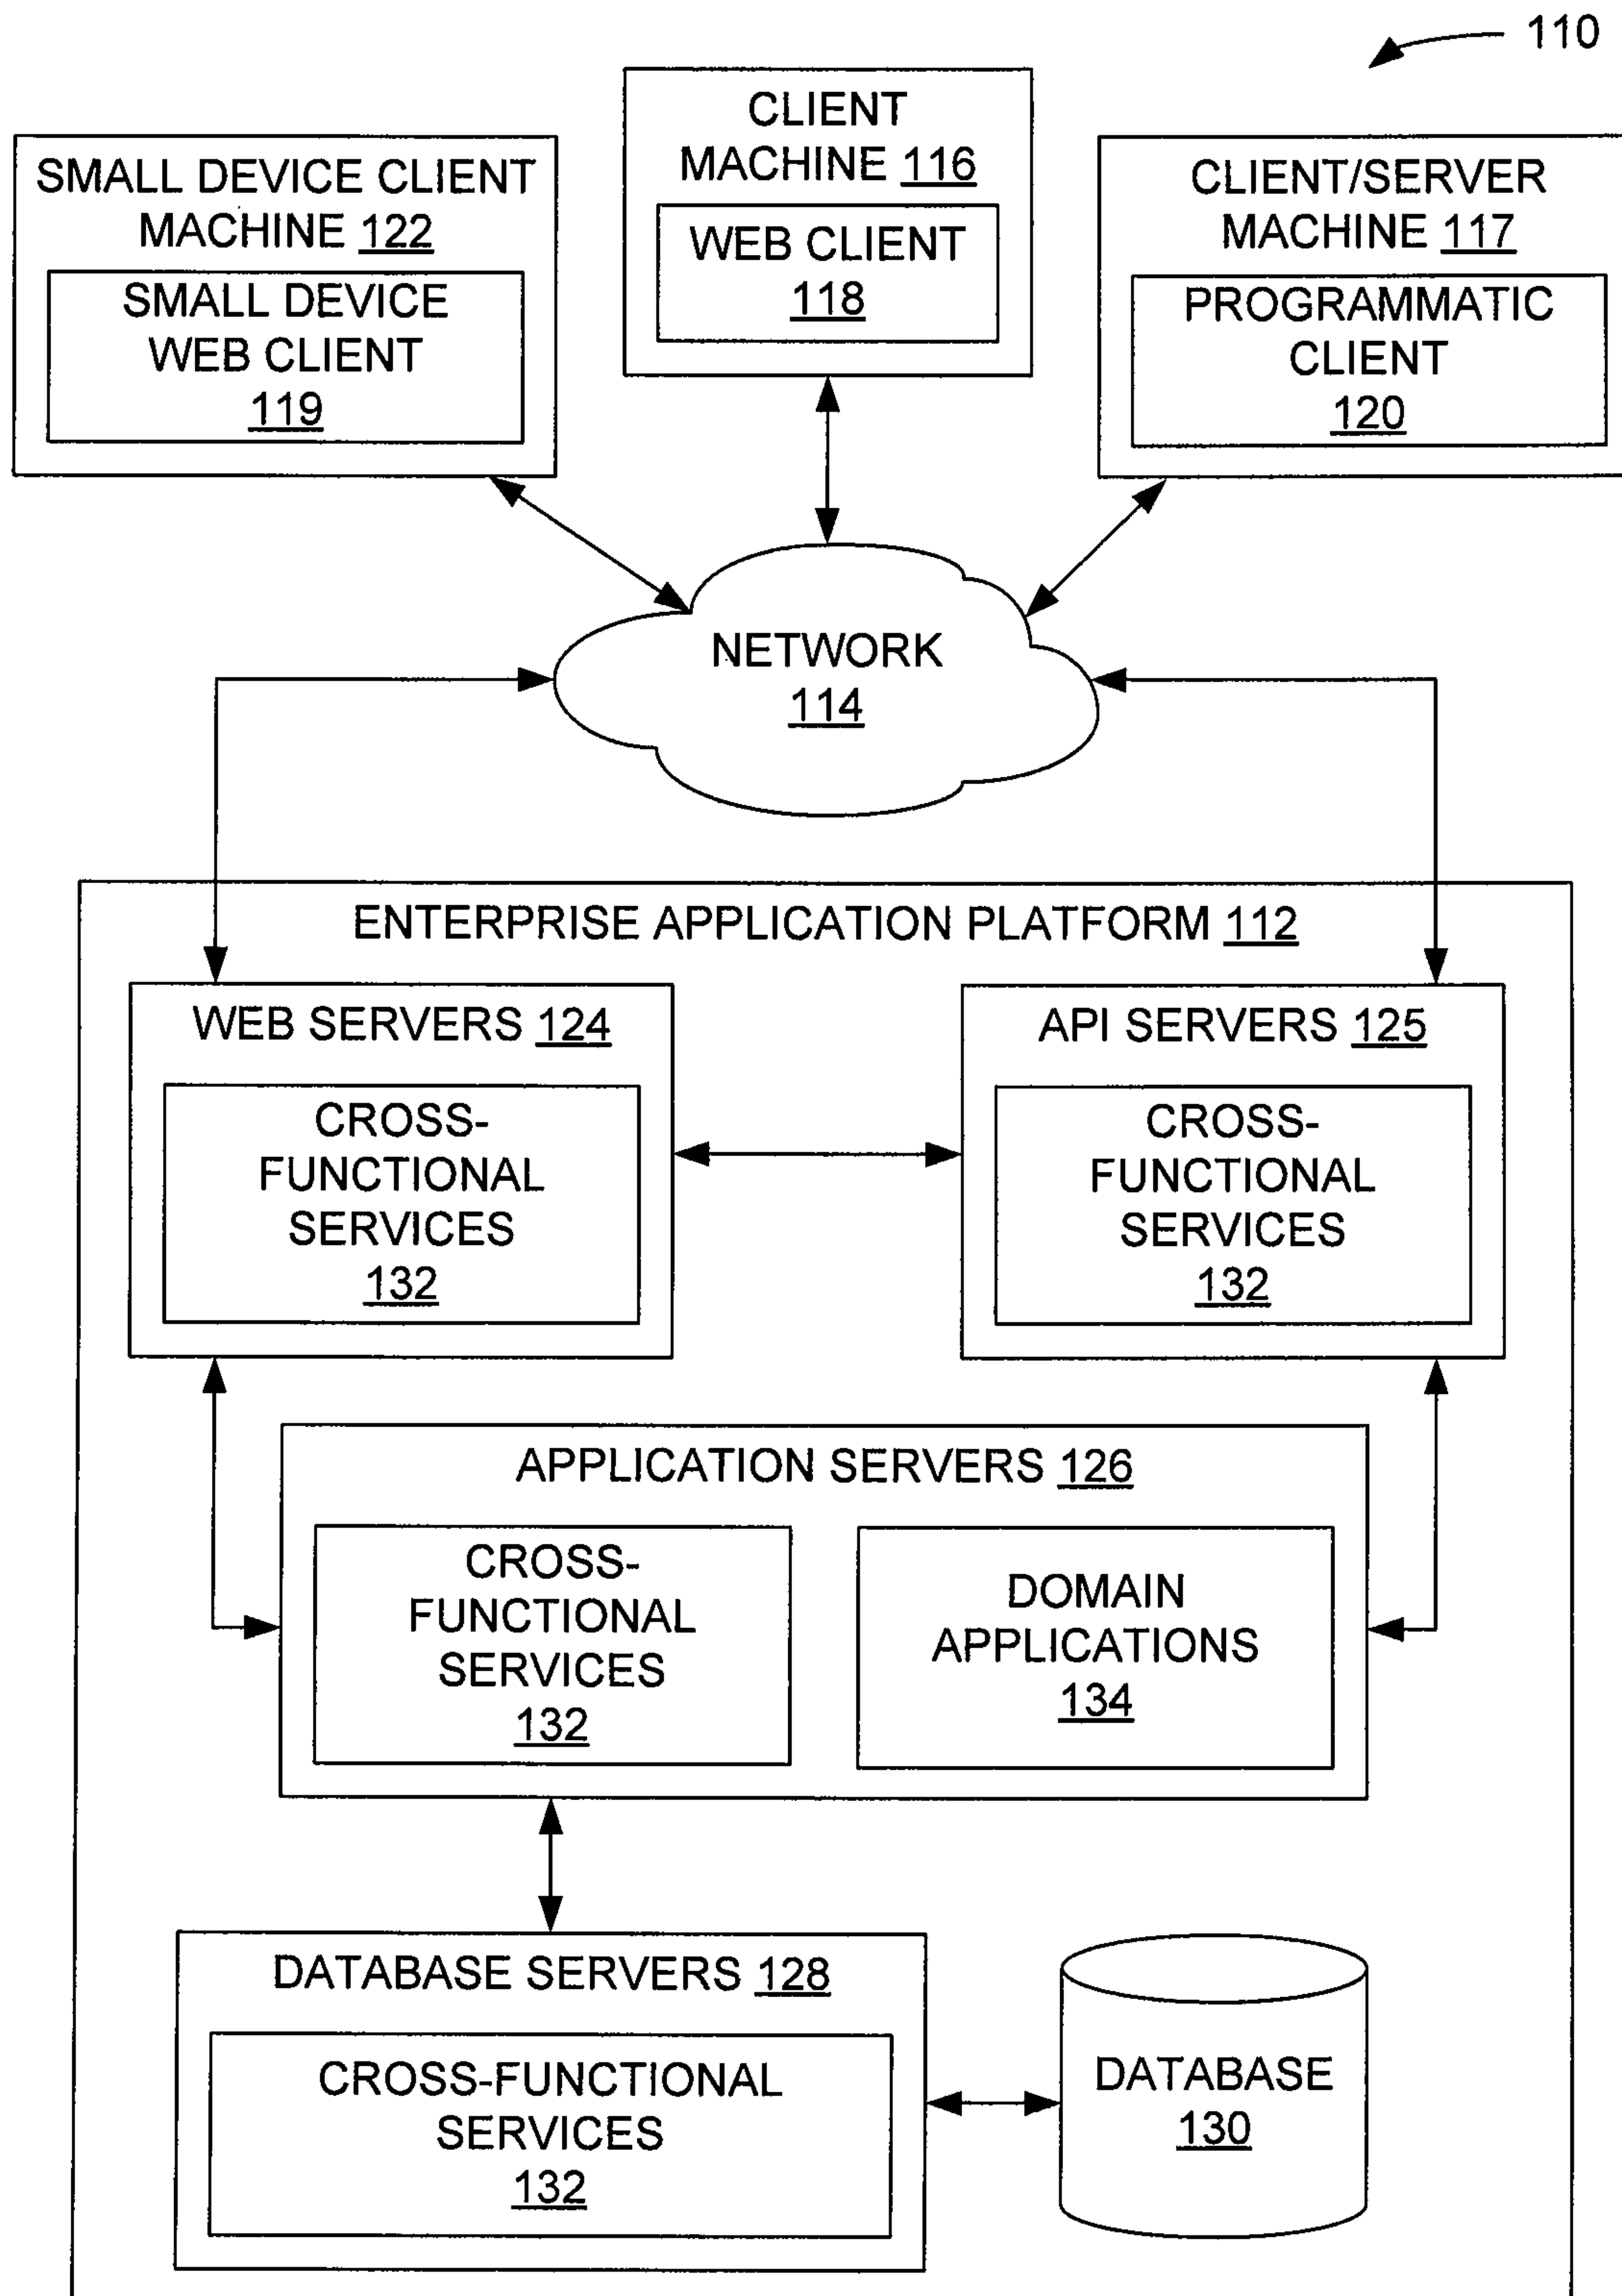 110
SMALL DEVICE CLIENT
MACHINE 122
SMALL DEVICE
WEB CLIENT
119
CLIENT
MACHINE 116
WEB CLIENT
118
CLIENT/SERVER
MACHINE 117
PROGRAMMATIC
CLIENT
120
NETWORK
114
ENTERPRISE APPLICATION PLATFORM 112
WEB SERVERS 124
CROSS-
FUNCTIONAL
SERVICES
132
API SERVERS 125
CROSS-
FUNCTIONAL
SERVICES
132
APPLICATION SERVERS 126
CROSS-
FUNCTIONAL
SERVICES
132
DOMAIN
APPLICATIONS
134
DATABASE SERVERS 128
CROSS-FUNCTIONAL
SERVICES
132
DATABASE
130